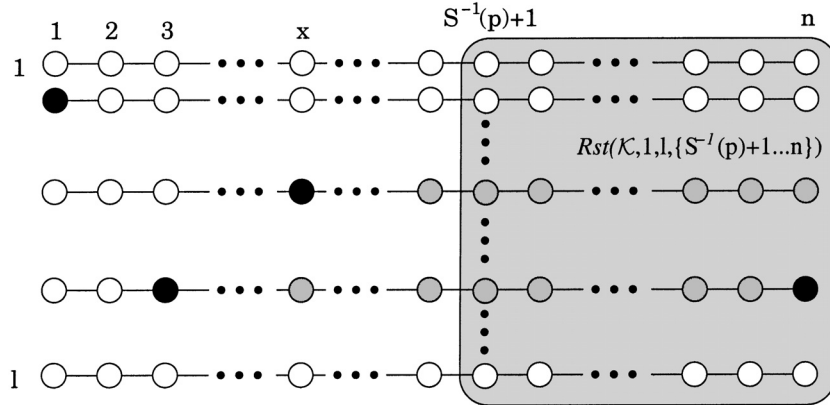 1 2 3 x S⁻¹(p)+1 n
1
Rst(𝒦,1,l,{S⁻¹(p)+1...n})
l